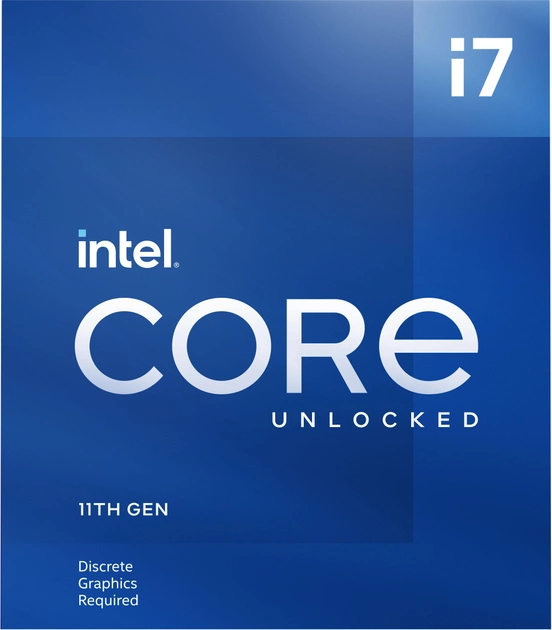 i7
intel®
CORe
UNLOCKED
11TH GEN
Discrete
Graphics
Required